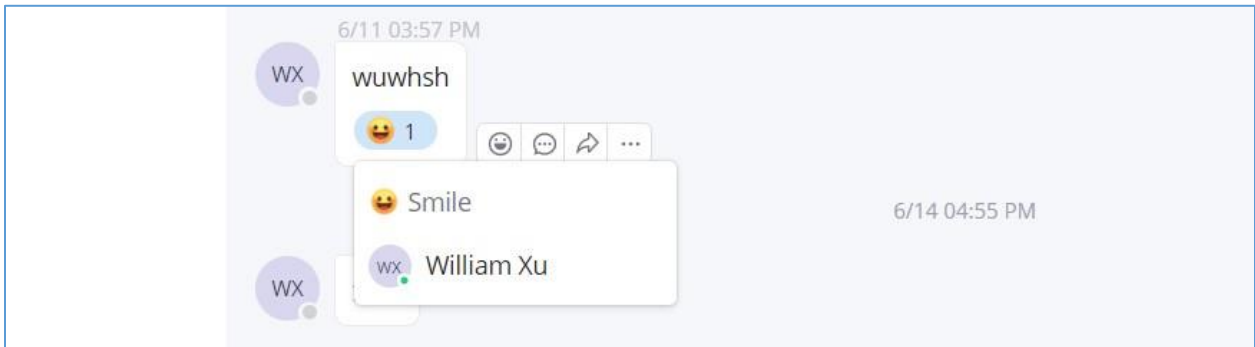 6/11 03:57 PM
WX
wuwhsh
😀 1
Smile
6/14 04:55 PM
WX William Xu
WX